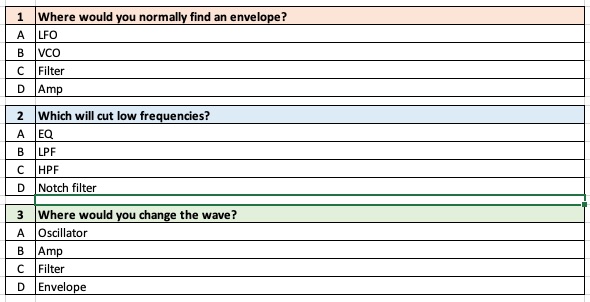 1 Where would you normally find an envelope?
A LFO
B VCO
C Filter
D Amp
2 Which will cut low frequencies?
A EQ
B LPF
C HPF
D Notch filter
3 Where would you change the wave?
A Oscillator
B Amp
C Filter
D Envelope